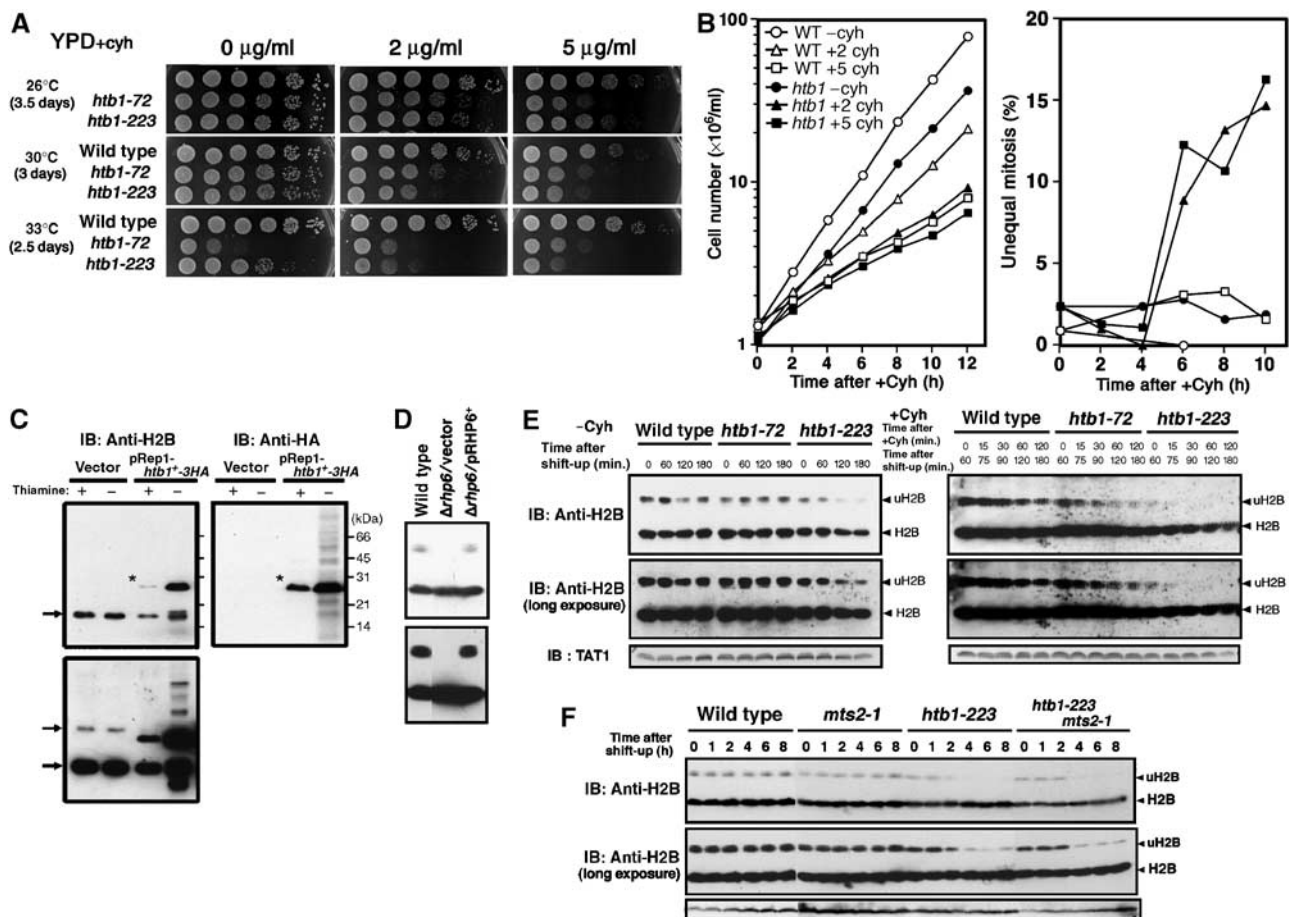 A
YPD+cyh
0 µg/ml
2 µg/ml
5 µg/ml
26°C
(3.5 days)
htb1-72
htb1-223
30°C
(3 days)
Wild type
htb1-72
htb1-223
33°C
(2.5 days)
Wild type
htb1-72
htb1-223
B
Cell number (×10⁶/ml)
100
10
1
WT –cyh
WT +2 cyh
WT +5 cyh
htb1 –cyh
htb1 +2 cyh
htb1 +5 cyh
0 2 4 6 8 10 12
Time after +Cyh (h)
Unequal mitosis (%)
20
15
10
5
0
0 2 4 6 8 10
Time after +Cyh (h)
C
IB: Anti-H2B
IB: Anti-HA
Vector
pRep1-
htb1⁺-3HA
Vector
pRep1-
htb1⁺-3HA
Thiamine: + – + – + – + –
(kDa)
66
45
31
21
14
*
*
D
Wild type
Δrhp6/vector
Δrhp6/pRHP6⁺
E
–Cyh
Wild type
htb1-72
htb1-223
Time after
shift-up (min.)
0 60 120 180 0 60 120 180 0 60 120 180
+Cyh
Wild type
htb1-72
htb1-223
Time after
+Cyh (min.)
0 15 30 60 120 0 15 30 60 120 0 15 30 60 120
Time after
shift-up (min.)
60 75 90 120 180 60 75 90 120 180 60 75 90 120 180
IB: Anti-H2B
uH2B
H2B
uH2B
H2B
IB: Anti-H2B
(long exposure)
uH2B
H2B
uH2B
H2B
IB : TAT1
F
Wild type
mts2-1
htb1-223
htb1-223
mts2-1
Time after
shift-up (h)
0 1 2 4 6 8 0 1 2 4 6 8 0 1 2 4 6 8 0 1 2 4 6 8
IB: Anti-H2B
uH2B
H2B
IB: Anti-H2B
(long exposure)
uH2B
H2B